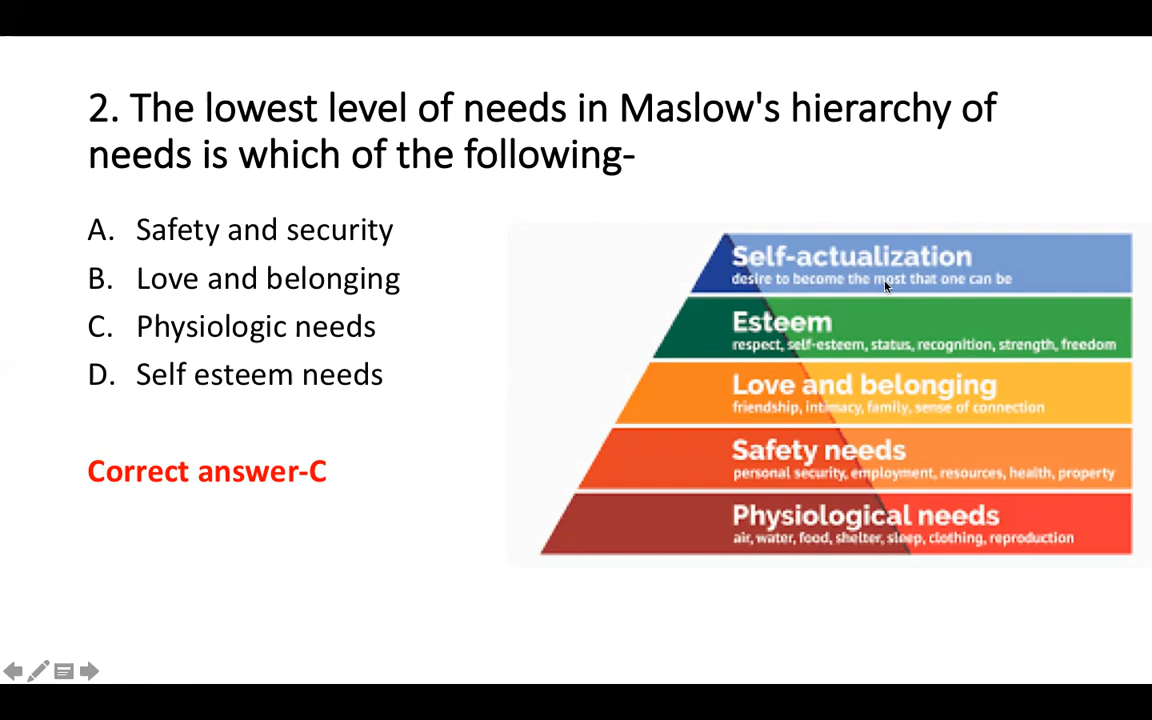 2. The lowest level of needs in Maslow's hierarchy of
needs is which of the following-
A. Safety and security
B. Love and belonging
C. Physiologic needs
D. Self esteem needs
Correct answer-C
Self-actualization
desire to become the most that one can be
Esteem
respect, self-esteem, status, recognition, strength, freedom
Love and belonging
friendship, intimacy, family, sense of connection
Safety needs
personal security, employment, resources, health, property
Physiological needs
air, water, food, shelter, sleep, clothing, reproduction